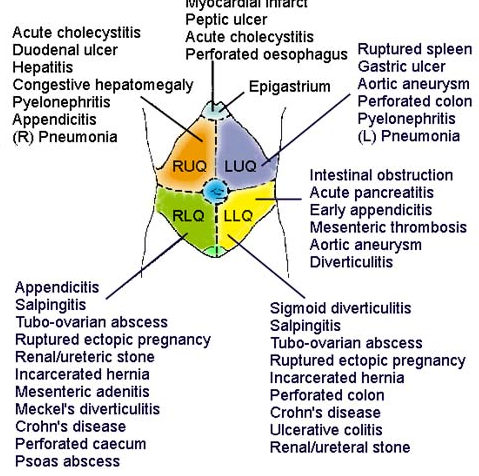 Myocardial infarct
Peptic ulcer
Acute cholecystitis
Perforated oesophagus
Acute cholecystitis
Duodenal ulcer
Hepatitis
Congestive hepatomegaly
Pyelonephritis
Appendicitis
(R) Pneumonia
Epigastrium
Ruptured spleen
Gastric ulcer
Aortic aneurysm
Perforated colon
Pyelonephritis
(L) Pneumonia
RUQ
LUQ
RLQ
LLQ
Intestinal obstruction
Acute pancreatitis
Early appendicitis
Mesenteric thrombosis
Aortic aneurysm
Diverticulitis
Appendicitis
Salpingitis
Tubo-ovarian abscess
Ruptured ectopic pregnancy
Renal/ureteric stone
Incarcerated hernia
Mesenteric adenitis
Meckel's diverticulitis
Crohn's disease
Perforated caecum
Psoas abscess
Sigmoid diverticulitis
Salpingitis
Tubo-ovarian abscess
Ruptured ectopic pregnancy
Incarcerated hernia
Perforated colon
Crohn's disease
Ulcerative colitis
Renal/ureteral stone